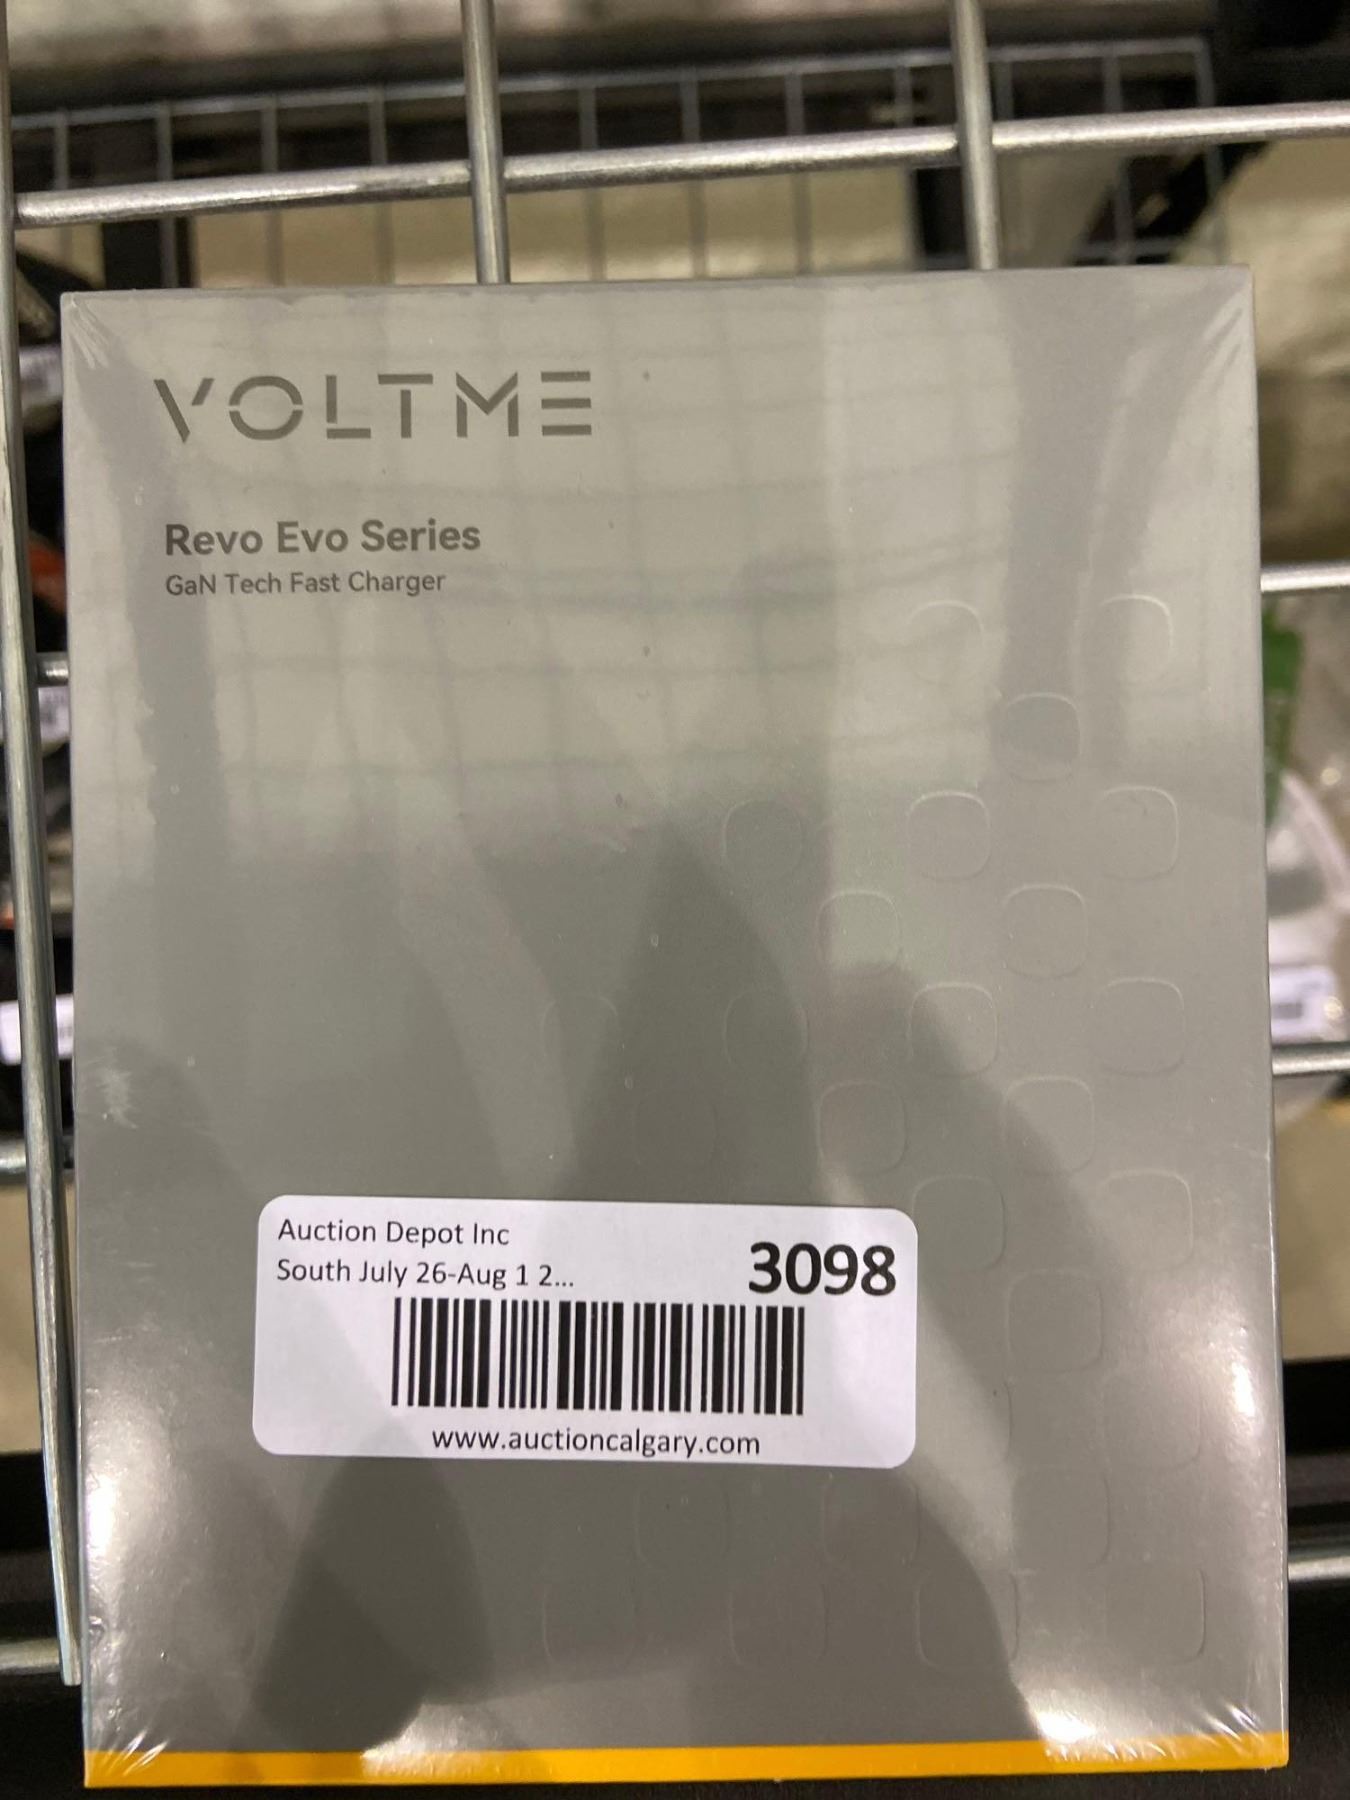 VOLTME
Revo Evo Series
GaN Tech Fast Charger
Auction Depot Inc
South July 26-Aug 1 2...
3098
www.auctioncalgary.com